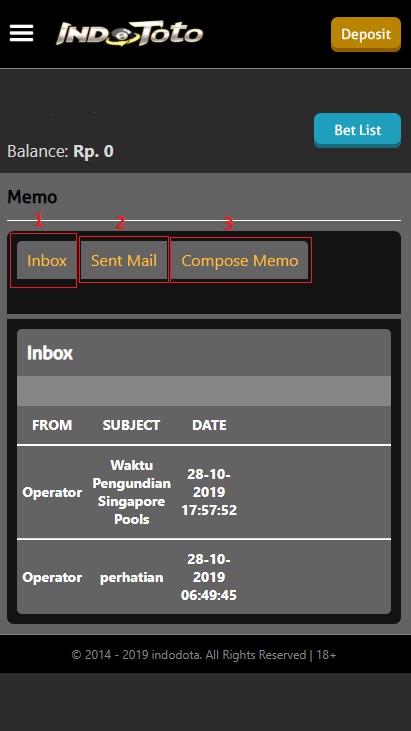 INDOTOTO
Deposit
Bet List
Balance: Rp. 0
Memo
1 2 3
Inbox Sent Mail Compose Memo
Inbox
FROM SUBJECT DATE
Waktu
Pengundian
Singapore
Pools
Operator
28-10-
2019
17:57:52
Operator perhatian
28-10-
2019
06:49:45
© 2014 - 2019 indodota. All Rights Reserved | 18+